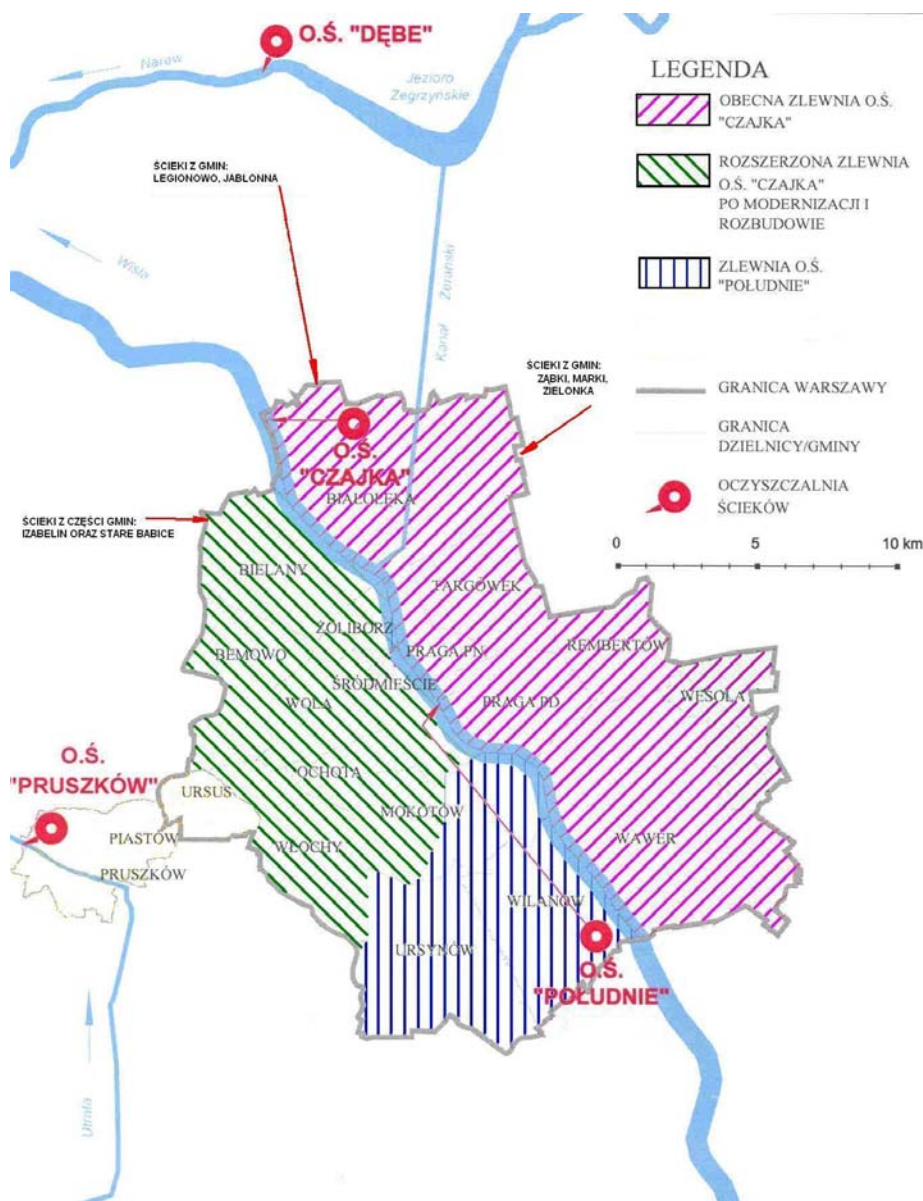 O.Ś. "DĘBE"
Narew
Jezioro
Zegrzyńskie
LEGENDA
OBECNA ZLEWNIA O.Ś.
"CZAJKA"
ROZSZERZONA ZLEWNIA
O.Ś. "CZAJKA"
PO MODERNIZACJI I
ROZBUDOWIE
ZLEWNIA O.Ś.
"POŁUDNIE"
GRANICA WARSZAWY
GRANICA
DZIELNICY/GMINY
OCZYSZCZALNIA
ŚCIEKÓW
0 5 10 km
ŚCIEKI Z GMIN:
LEGIONOWO, JABLONNA
Wisła
Kanał Żerański
ŚCIEKI Z GMIN:
ZĄBKI, MARKI,
ZIELONKA
O.Ś.
"CZAJKA"
BIAŁOŁĘKA
ŚCIEKI Z CZĘŚCI GMIN:
IZABELIN ORAZ STARE BABICE
BIELANY
TARGÓWEK
ŻOLIBORZ
BEMOWO
PRAGA PN
REMBERTÓW
ŚRÓDMIEŚCIE
WOLA
PRAGA PD
WESOŁA
O.Ś.
"PRUSZKÓW"
OCHOTA
URSUS
MOKOTÓW
PIASTÓW
WŁOCHY
WAWER
PRUSZKÓW
WILANÓW
URSYNÓW
O.Ś.
"POŁUDNIE"
Utrata